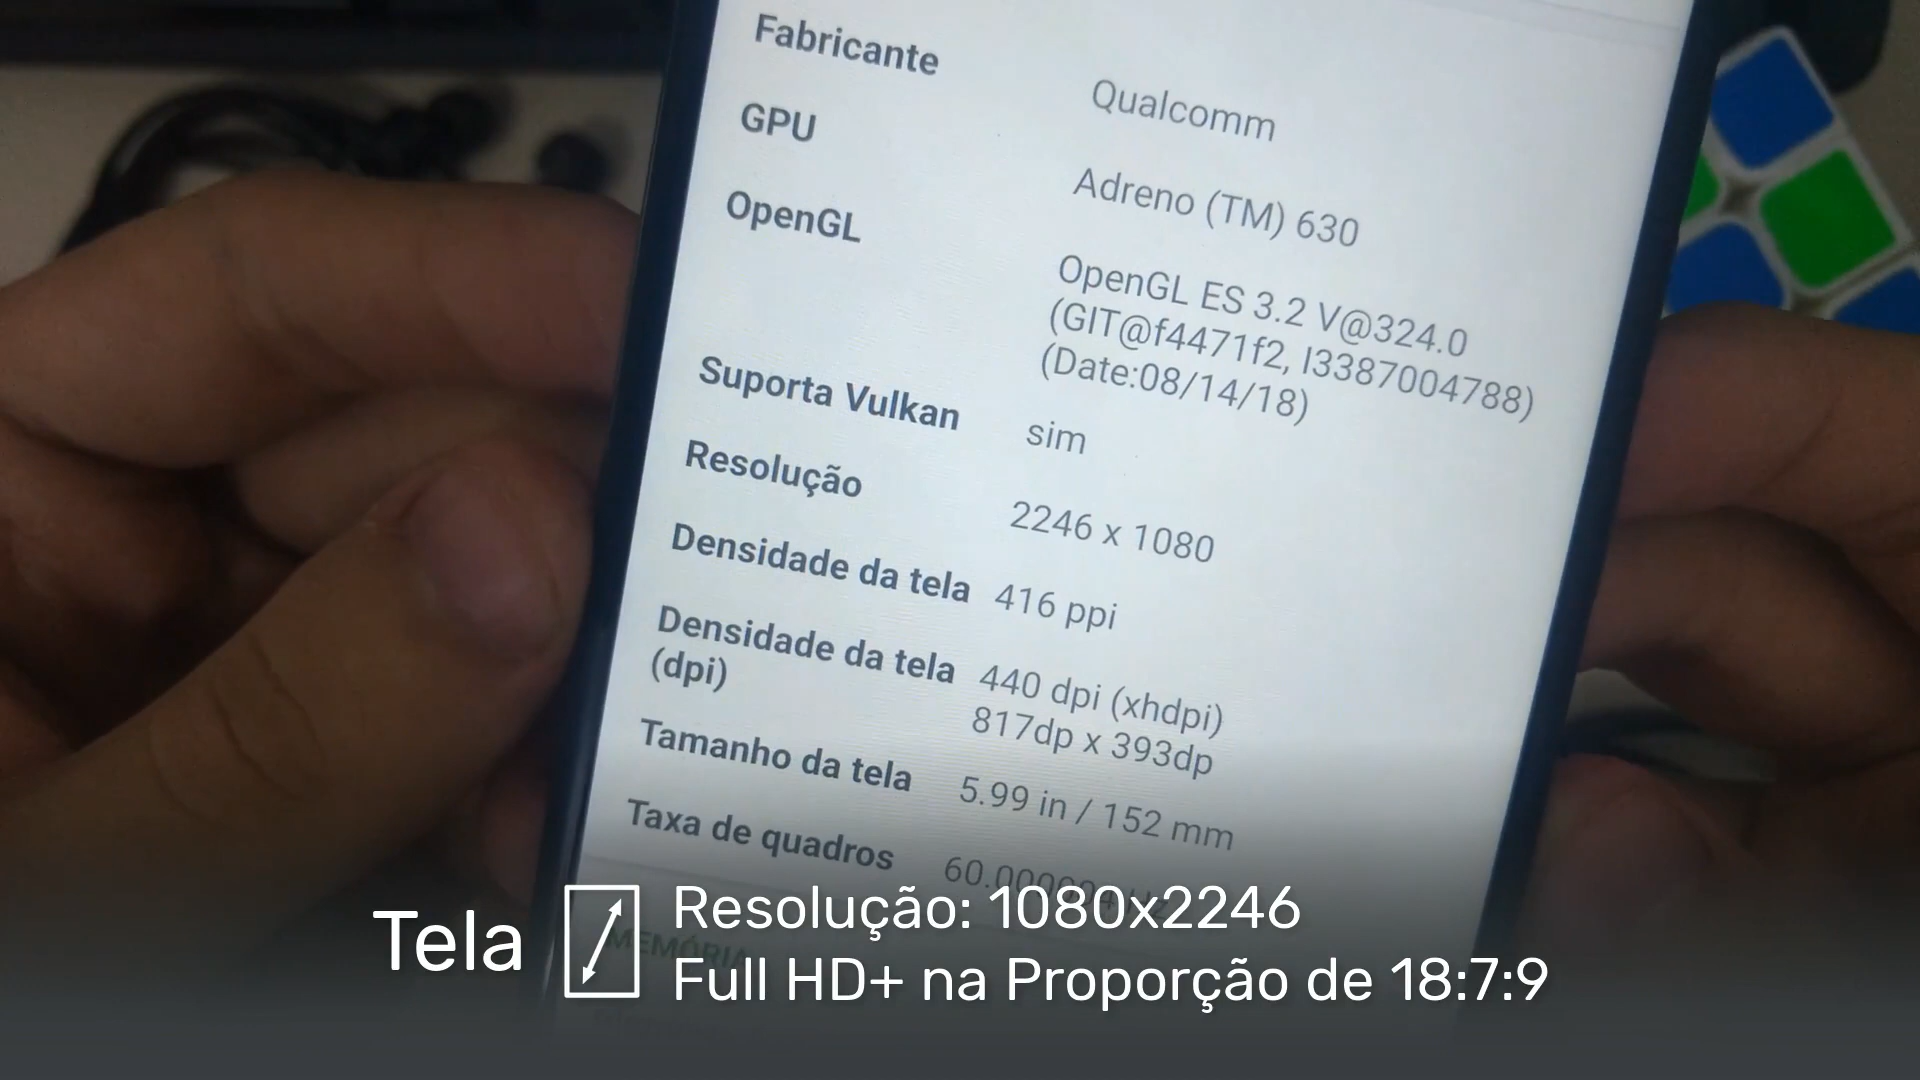 Fabricante
Qualcomm
GPU
Adreno (TM) 630
OpenGL
OpenGL ES 3.2 V@324.0
(GIT@f4471f2, I3387004788)
(Date:08/14/18)
Suporta Vulkan
sim
Resolução
2246 x 1080
Densidade da tela
416 ppi
Densidade da tela
(dpi)
440 dpi (xhdpi)
817dp x 393dp
Tamanho da tela
5.99 in / 152 mm
Taxa de quadros
MEMÓRIA
Tela
Resolução: 1080x2246
Full HD+ na Proporção de 18:7:9